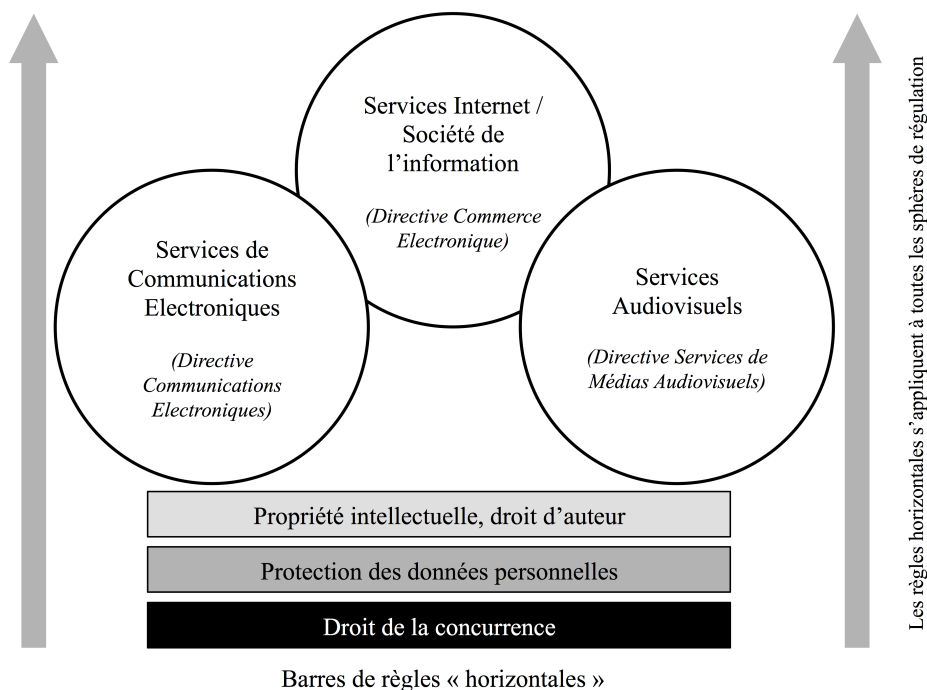 Services Internet /
Société de
l’information
(Directive Commerce
Electronique)
Services de
Communications
Electroniques
(Directive
Communications
Electroniques)
Services
Audiovisuels
(Directive Services de
Médias Audiovisuels)
Propriété intellectuelle, droit d’auteur
Protection des données personnelles
Droit de la concurrence
Barres de règles « horizontales »
Les règles horizontales s’appliquent à toutes les sphères de régulation